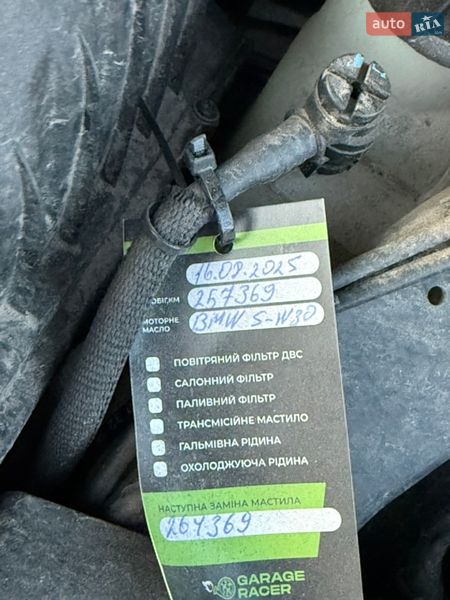 auto RIA
16.08.2025
ОБІГ,КМ 257369
МОТОРНЕ МАСЛО BMW 5-W30
ПОВІТРЯНИЙ ФІЛЬТР ДВС
САЛОННИЙ ФІЛЬТР
ПАЛИВНИЙ ФІЛЬТР
ТРАНСМІСІЙНЕ МАСТИЛО
ГАЛЬМІВНА РІДИНА
ОХОЛОДЖУЮЧА РІДИНА
НАСТУПНА ЗАМІНА МАСТИЛА
267369
GARAGE
RACER